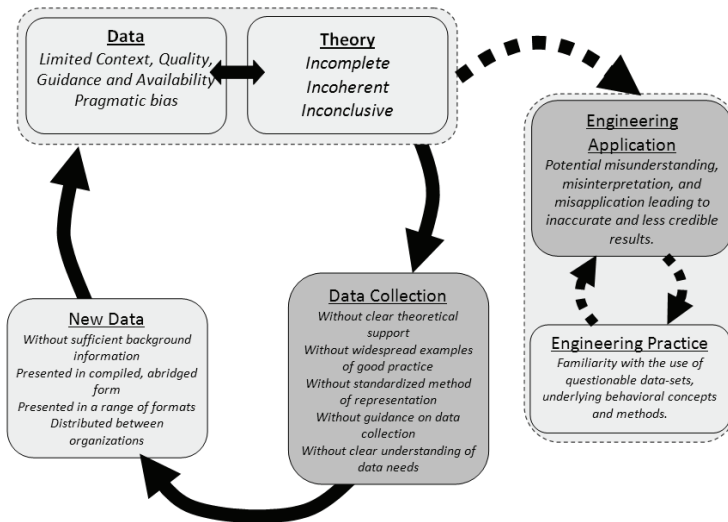 Data
Limited Context, Quality,
Guidance and Availability
Pragmatic bias
Theory
Incomplete
Incoherent
Inconclusive
Engineering
Application
Potential misunderstanding,
misinterpretation, and
misapplication leading to
inaccurate and less credible
results.
Engineering Practice
Familiarity with the use of
questionable data-sets,
underlying behavioral concepts
and methods.
Data Collection
Without clear theoretical
support
Without widespread examples
of good practice
Without standardized method
of representation
Without guidance on data
collection
Without clear understanding of
data needs
New Data
Without sufficient background
information
Presented in compiled, abridged
form
Presented in a range of formats
Distributed between
organizations